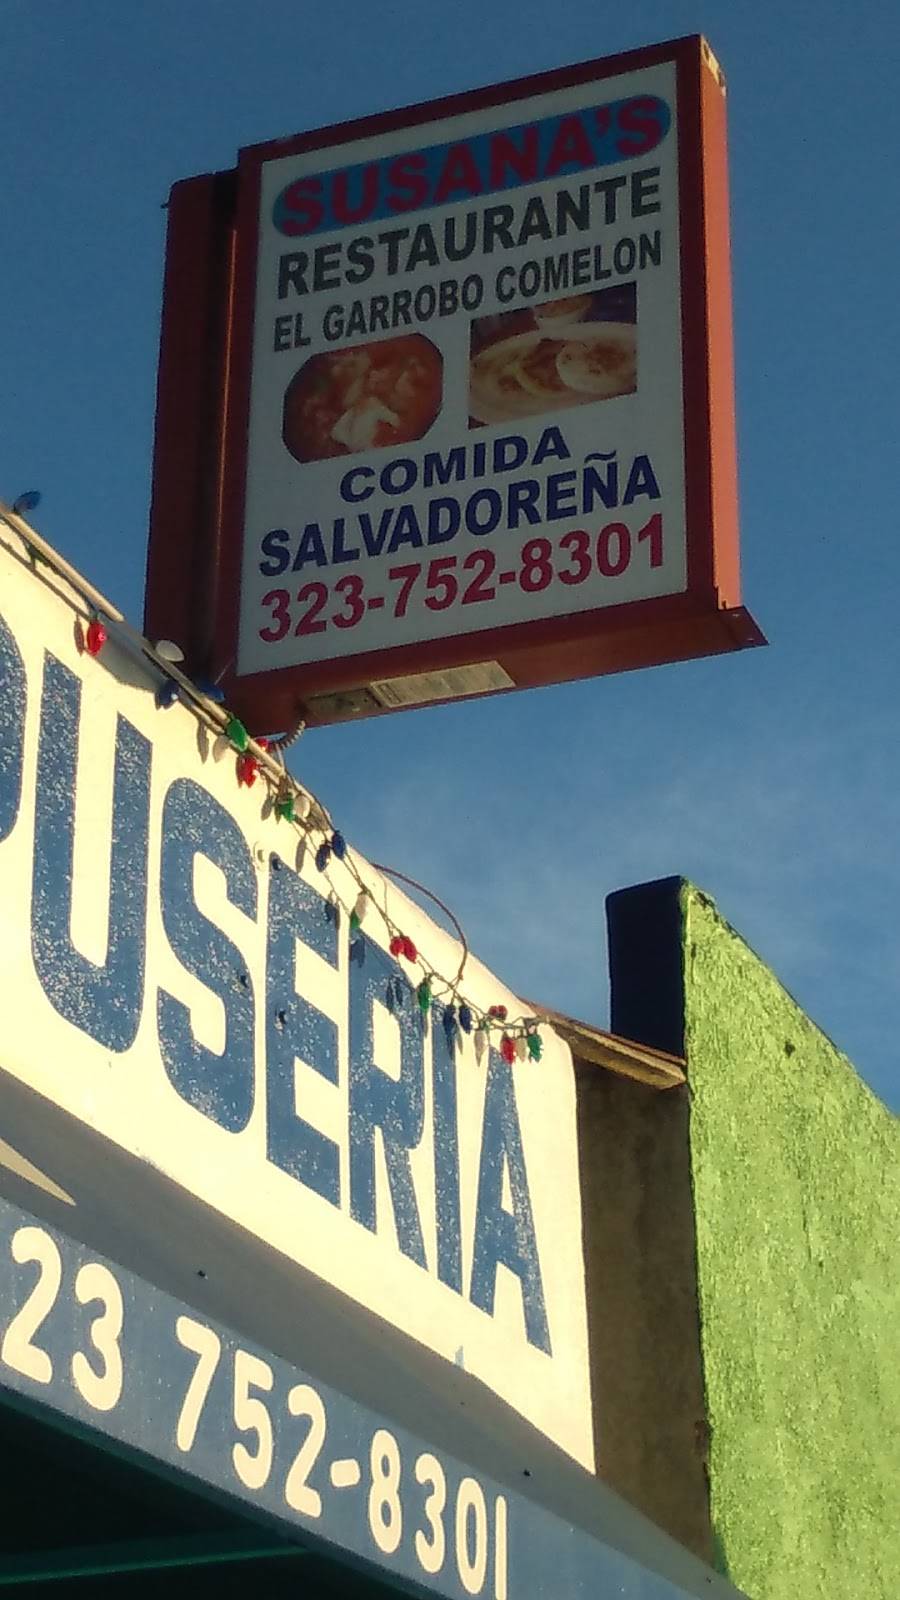 SUSANA'S
RESTAURANTE
EL GARROBO COMELON
COMIDA
SALVADOREÑA
323-752-8301
PUSERIA
23 752-8301